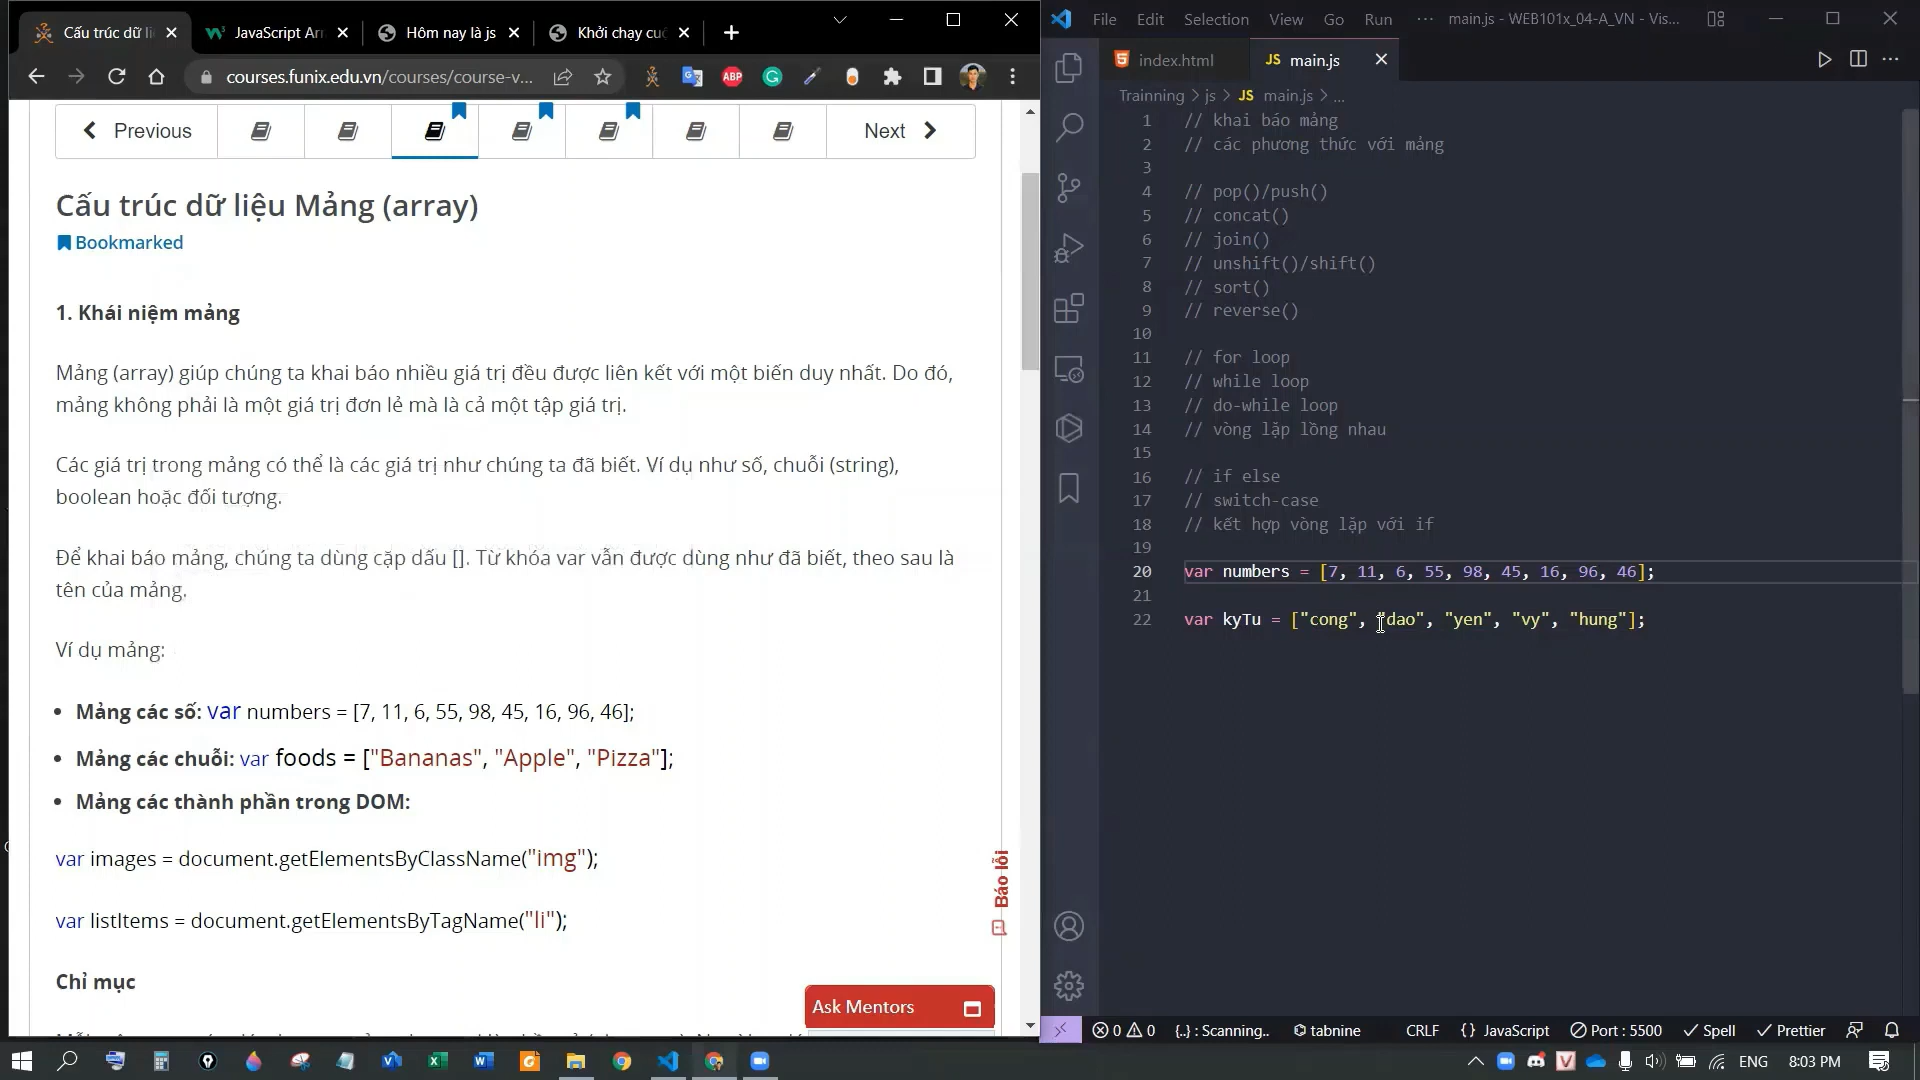 Cấu trúc dữ li
JavaScript Arr
Hôm nay là js
Khởi chạy cuộ
courses.funix.edu.vn/courses/course-v...
ABP
Previous
Next
Cấu trúc dữ liệu Mảng (array)
Bookmarked
1. Khái niệm mảng
Mảng (array) giúp chúng ta khai báo nhiều giá trị đều được liên kết với một biến duy nhất. Do đó,
mảng không phải là một giá trị đơn lẻ mà là cả một tập giá trị.
Các giá trị trong mảng có thể là các giá trị như chúng ta đã biết. Ví dụ như số, chuỗi (string),
boolean hoặc đối tượng.
Để khai báo mảng, chúng ta dùng cặp dấu []. Từ khóa var vẫn được dùng như đã biết, theo sau là
tên của mảng.
Ví dụ mảng:
Mảng các số: var numbers = [7, 11, 6, 55, 98, 45, 16, 96, 46];
Mảng các chuỗi: var foods = ["Bananas", "Apple", "Pizza"];
Mảng các thành phần trong DOM:
var images = document.getElementsByClassName("img");
var listItems = document.getElementsByTagName("li");
Chỉ mục
Báo lỗi
Ask Mentors
File Edit Selection View Go Run ··· main.js - WEB101x_04-A_VN - Vis...
index.html
JS main.js
Trainning > js > JS main.js > ...
1 // khai báo mảng
2 // các phương thức với mảng
3
4 // pop()/push()
5 // concat()
6 // join()
7 // unshift()/shift()
8 // sort()
9 // reverse()
10
11 // for loop
12 // while loop
13 // do-while loop
14 // vòng lặp lồng nhau
15
16 // if else
17 // switch-case
18 // kết hợp vòng lặp với if
19
20 var numbers = [7, 11, 6, 55, 98, 45, 16, 96, 46];
21
22 var kyTu = ["cong", "dao", "yen", "vy", "hung"];
0 0 {..} : Scanning.. tabnine CRLF {} JavaScript Port : 5500 Spell Prettier
ENG 8:03 PM